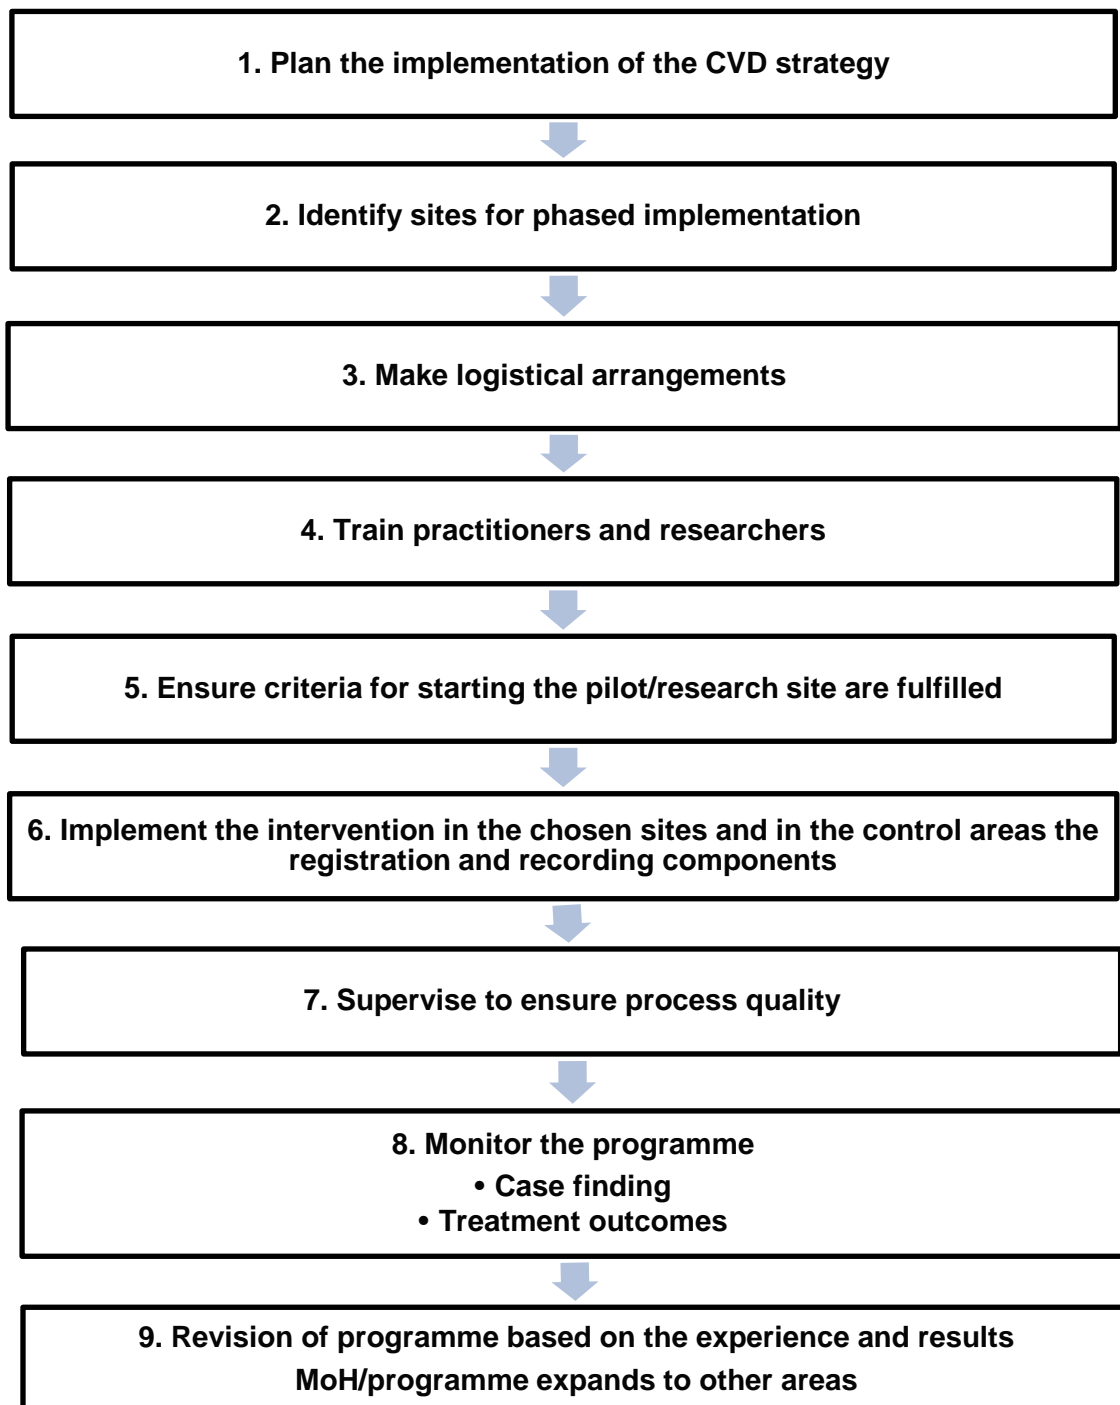 1. Plan the implementation of the CVD strategy
2. Identify sites for phased implementation
3. Make logistical arrangements
4. Train practitioners and researchers
5. Ensure criteria for starting the pilot/research site are fulfilled
6. Implement the intervention in the chosen sites and in the control areas the
registration and recording components
7. Supervise to ensure process quality
8. Monitor the programme
• Case finding
• Treatment outcomes
9. Revision of programme based on the experience and results
MoH/programme expands to other areas